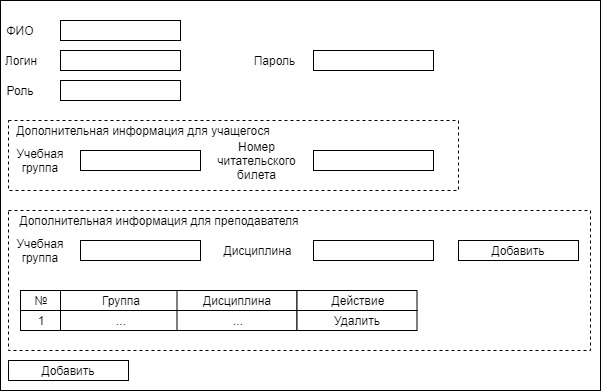 ФИО
Логин Пароль
Роль
Дополнительная информация для учащегося
Учебная группа
Номер читательского билета
Дополнительная информация для преподавателя
Учебная группа
Дисциплина
Добавить
№ Группа Дисциплина Действие
1 ... ... Удалить
Добавить